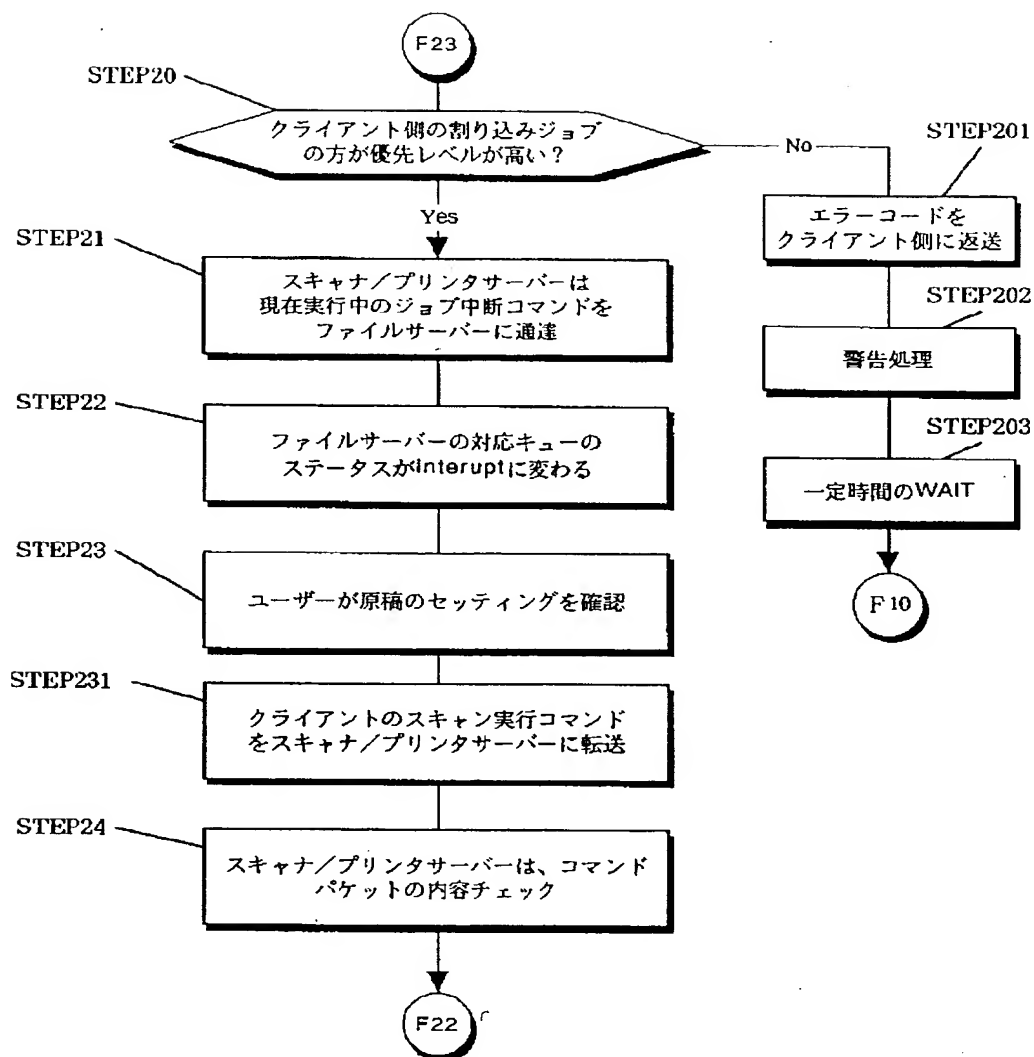 F23
STEP20
クライアント側の割り込みジョブ
の方が優先レベルが高い？
No
STEP201
エラーコードを
クライアント側に返送
Yes
STEP21
スキャナ／プリンタサーバーは
現在実行中のジョブ中断コマンドを
ファイルサーバーに通達
STEP202
警告処理
STEP22
ファイルサーバーの対応キューの
ステータスがinteruptに変わる
STEP203
一定時間のWAIT
STEP23
ユーザーが原稿のセッティングを確認
F10
STEP231
クライアントのスキャン実行コマンド
をスキャナ／プリンタサーバーに転送
STEP24
スキャナ／プリンタサーバーは、コマンド
パケットの内容チェック
F22